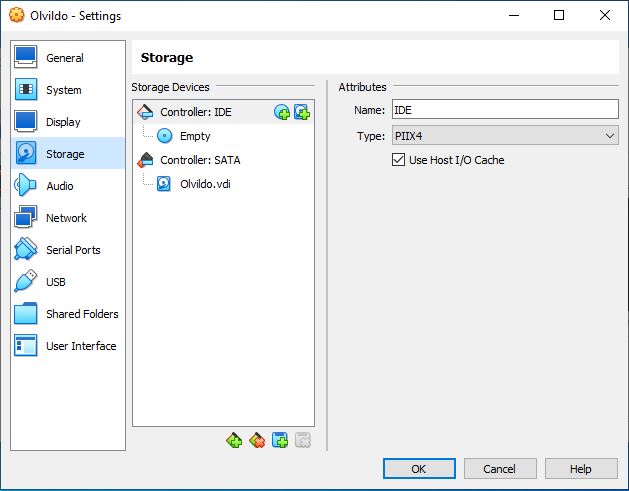 Olvildo - Settings
General
System
Display
Storage
Audio
Network
Serial Ports
USB
Shared Folders
User Interface
Storage
Storage Devices
Controller: IDE
Empty
Controller: SATA
Olvildo.vdi
Attributes
Name: IDE
Type: PIIX4
Use Host I/O Cache
OK Cancel Help